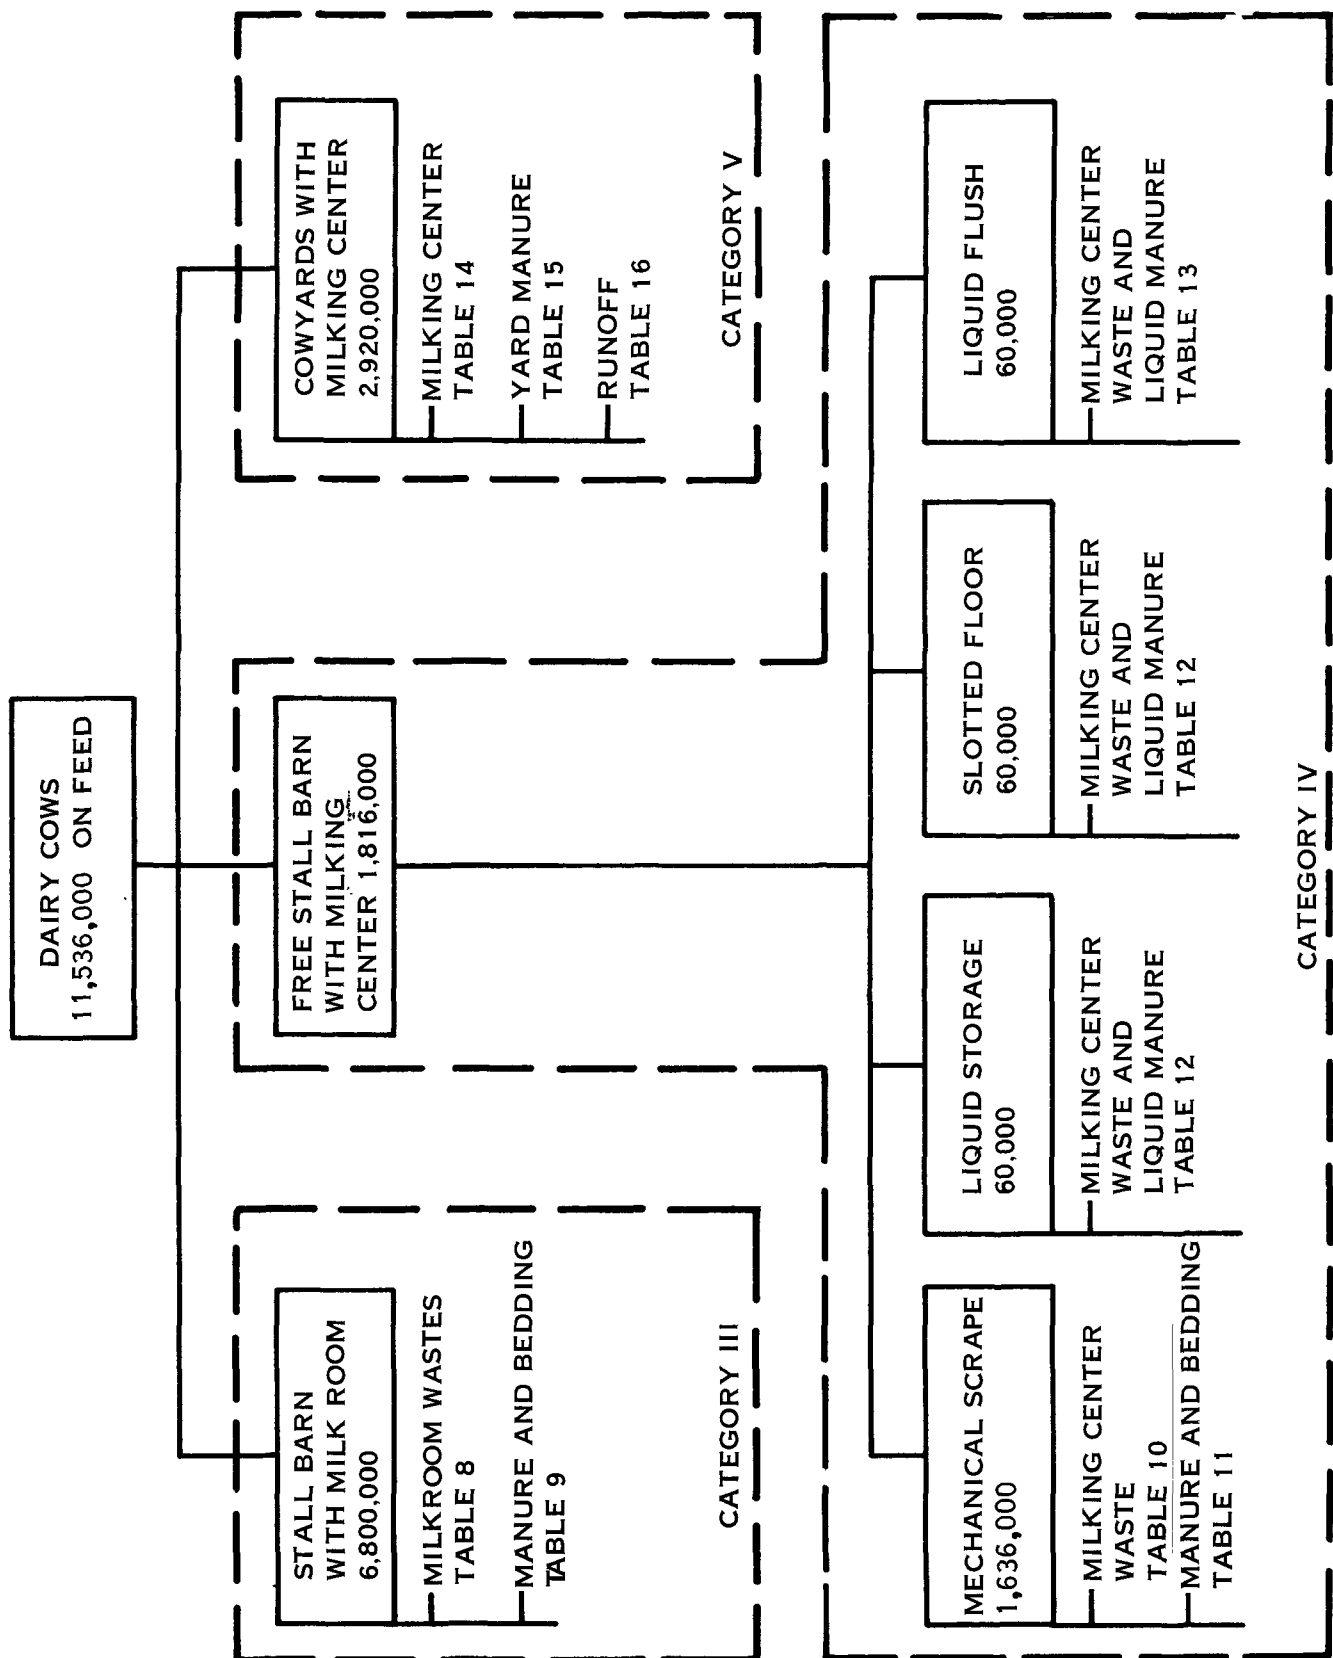 DAIRY COWS
11,536,000 ON FEED
STALL BARN
WITH MILK ROOM
6,800,000
MILKROOM WASTES
TABLE 8
MANURE AND BEDDING
TABLE 9
CATEGORY III
FREE STALL BARN
WITH MILKING
CENTER 1,816,000
COWYARDS WITH
MILKING CENTER
2,920,000
MILKING CENTER
TABLE 14
YARD MANURE
TABLE 15
RUNOFF
TABLE 16
CATEGORY V
MECHANICAL SCRAPE
1,636,000
MILKING CENTER
WASTE
TABLE 10
MANURE AND BEDDING
TABLE 11
LIQUID STORAGE
60,000
MILKING CENTER
WASTE AND
LIQUID MANURE
TABLE 12
SLOTTED FLOOR
60,000
MILKING CENTER
WASTE AND
LIQUID MANURE
TABLE 12
LIQUID FLUSH
60,000
MILKING CENTER
WASTE AND
LIQUID MANURE
TABLE 13
CATEGORY IV